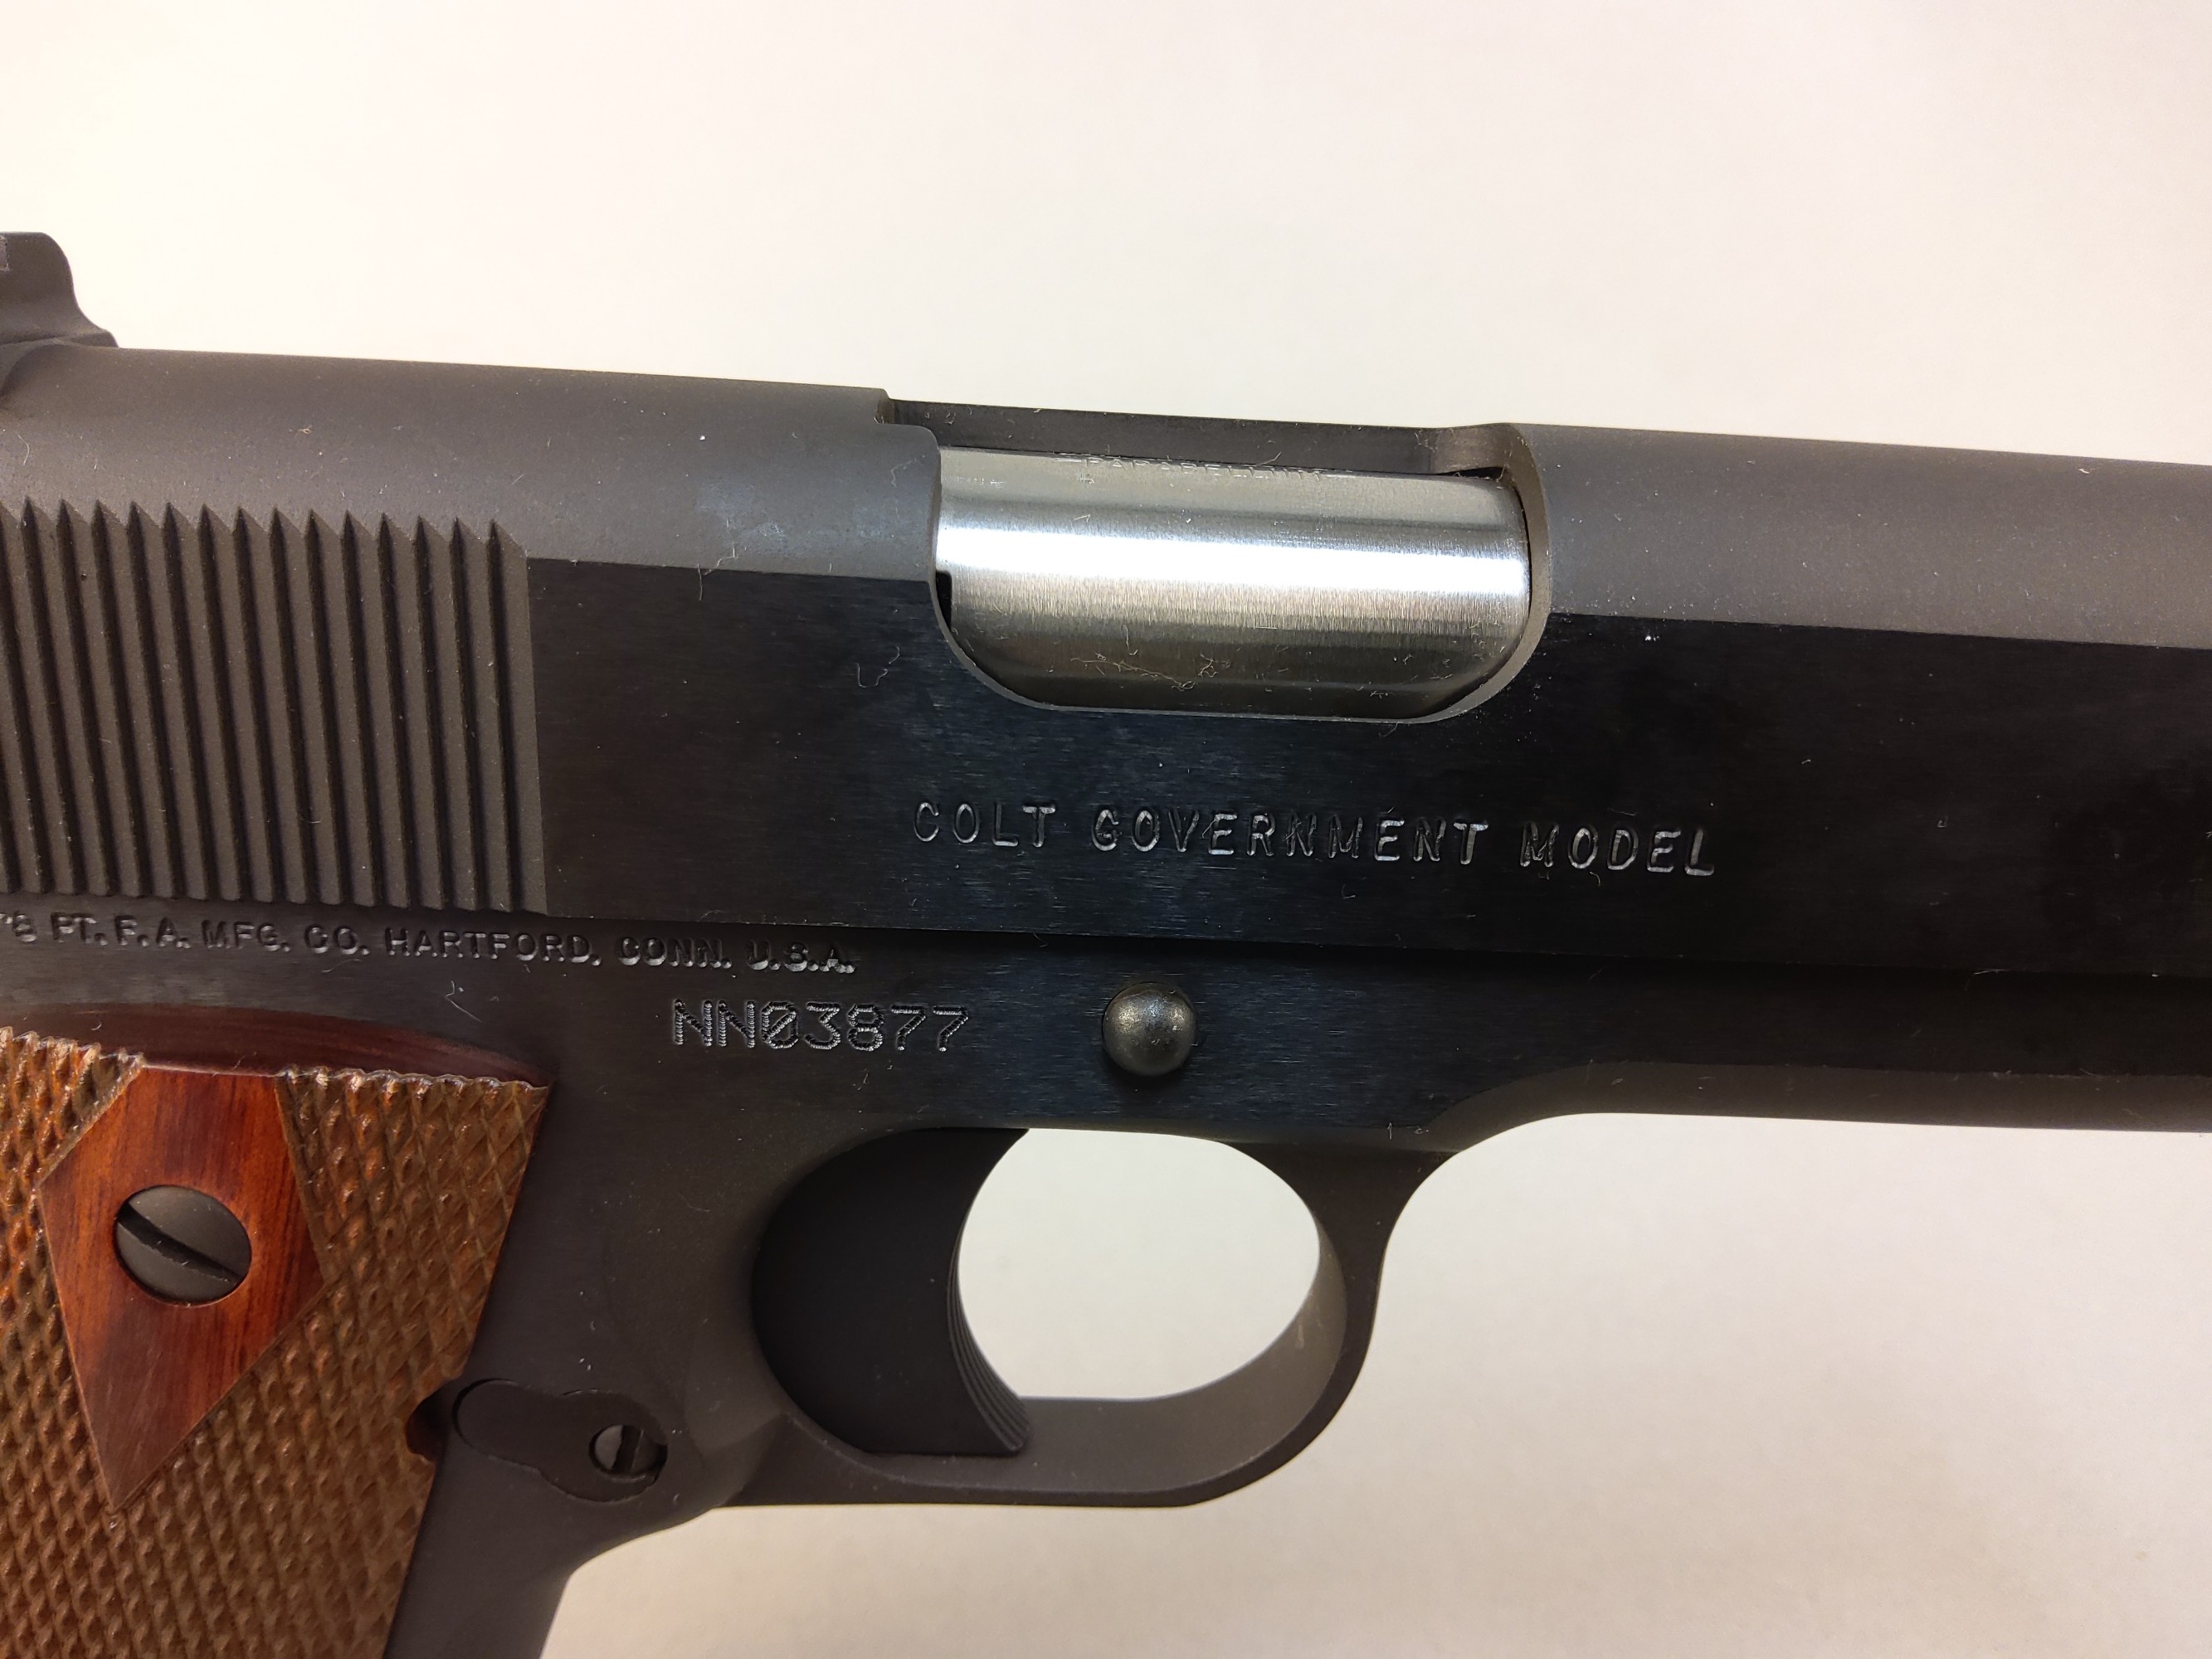 COLT GOVERNMENT MODEL
'S PT. F. A. MFG. CO. HARTFORD, CONN. U.S.A.
NN03877